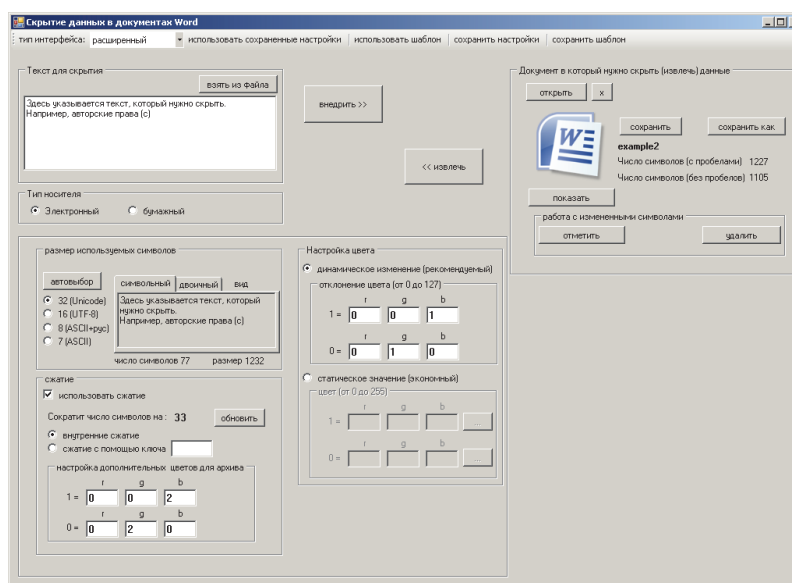 Скрытие данных в документах Word
тип интерфейса: расширенный использовать сохраненные настройки использовать шаблон сохранить настройки сохранить шаблон
Текст для скрытия
взять из файла
Здесь указывается текст, который нужно скрыть.
Например, авторские права (с)
внедрить >>
<< извлечь
Тип носителя
Электронный бумажный
Документ в который нужно скрыть (извлечь) данные
открыть x
сохранить сохранить как
example2
Число символов (с пробелами) 1227
Число символов (без пробелов) 1105
показать
работа с измененными символами
отметить удалить
размер используемых символов
автовыбор
32 (Unicode)
16 (UTF-8)
8 (ASCII+рус)
7 (ASCII)
символьный двоичный вид
Здесь указывается текст, который
нужно скрыть.
Например, авторские права (с)
число символов 77 размер 1232
сжатие
использовать сжатие
Сократит число символов на: 33 обновить
внутренние сжатие
сжатие с помощью ключа
настройка дополнительных цветов для архива
r g b
1 = 0 0 2
r g b
0 = 0 2 0
Настройка цвета
динамическое изменение (рекомендуемый)
отклонение цвета (от 0 до 127)
r g b
1 = 0 0 1
r g b
0 = 0 1 0
статическое значение (экономный)
цвет (от 0 до 255)
r g b
1 = ...
r g b
0 = ...